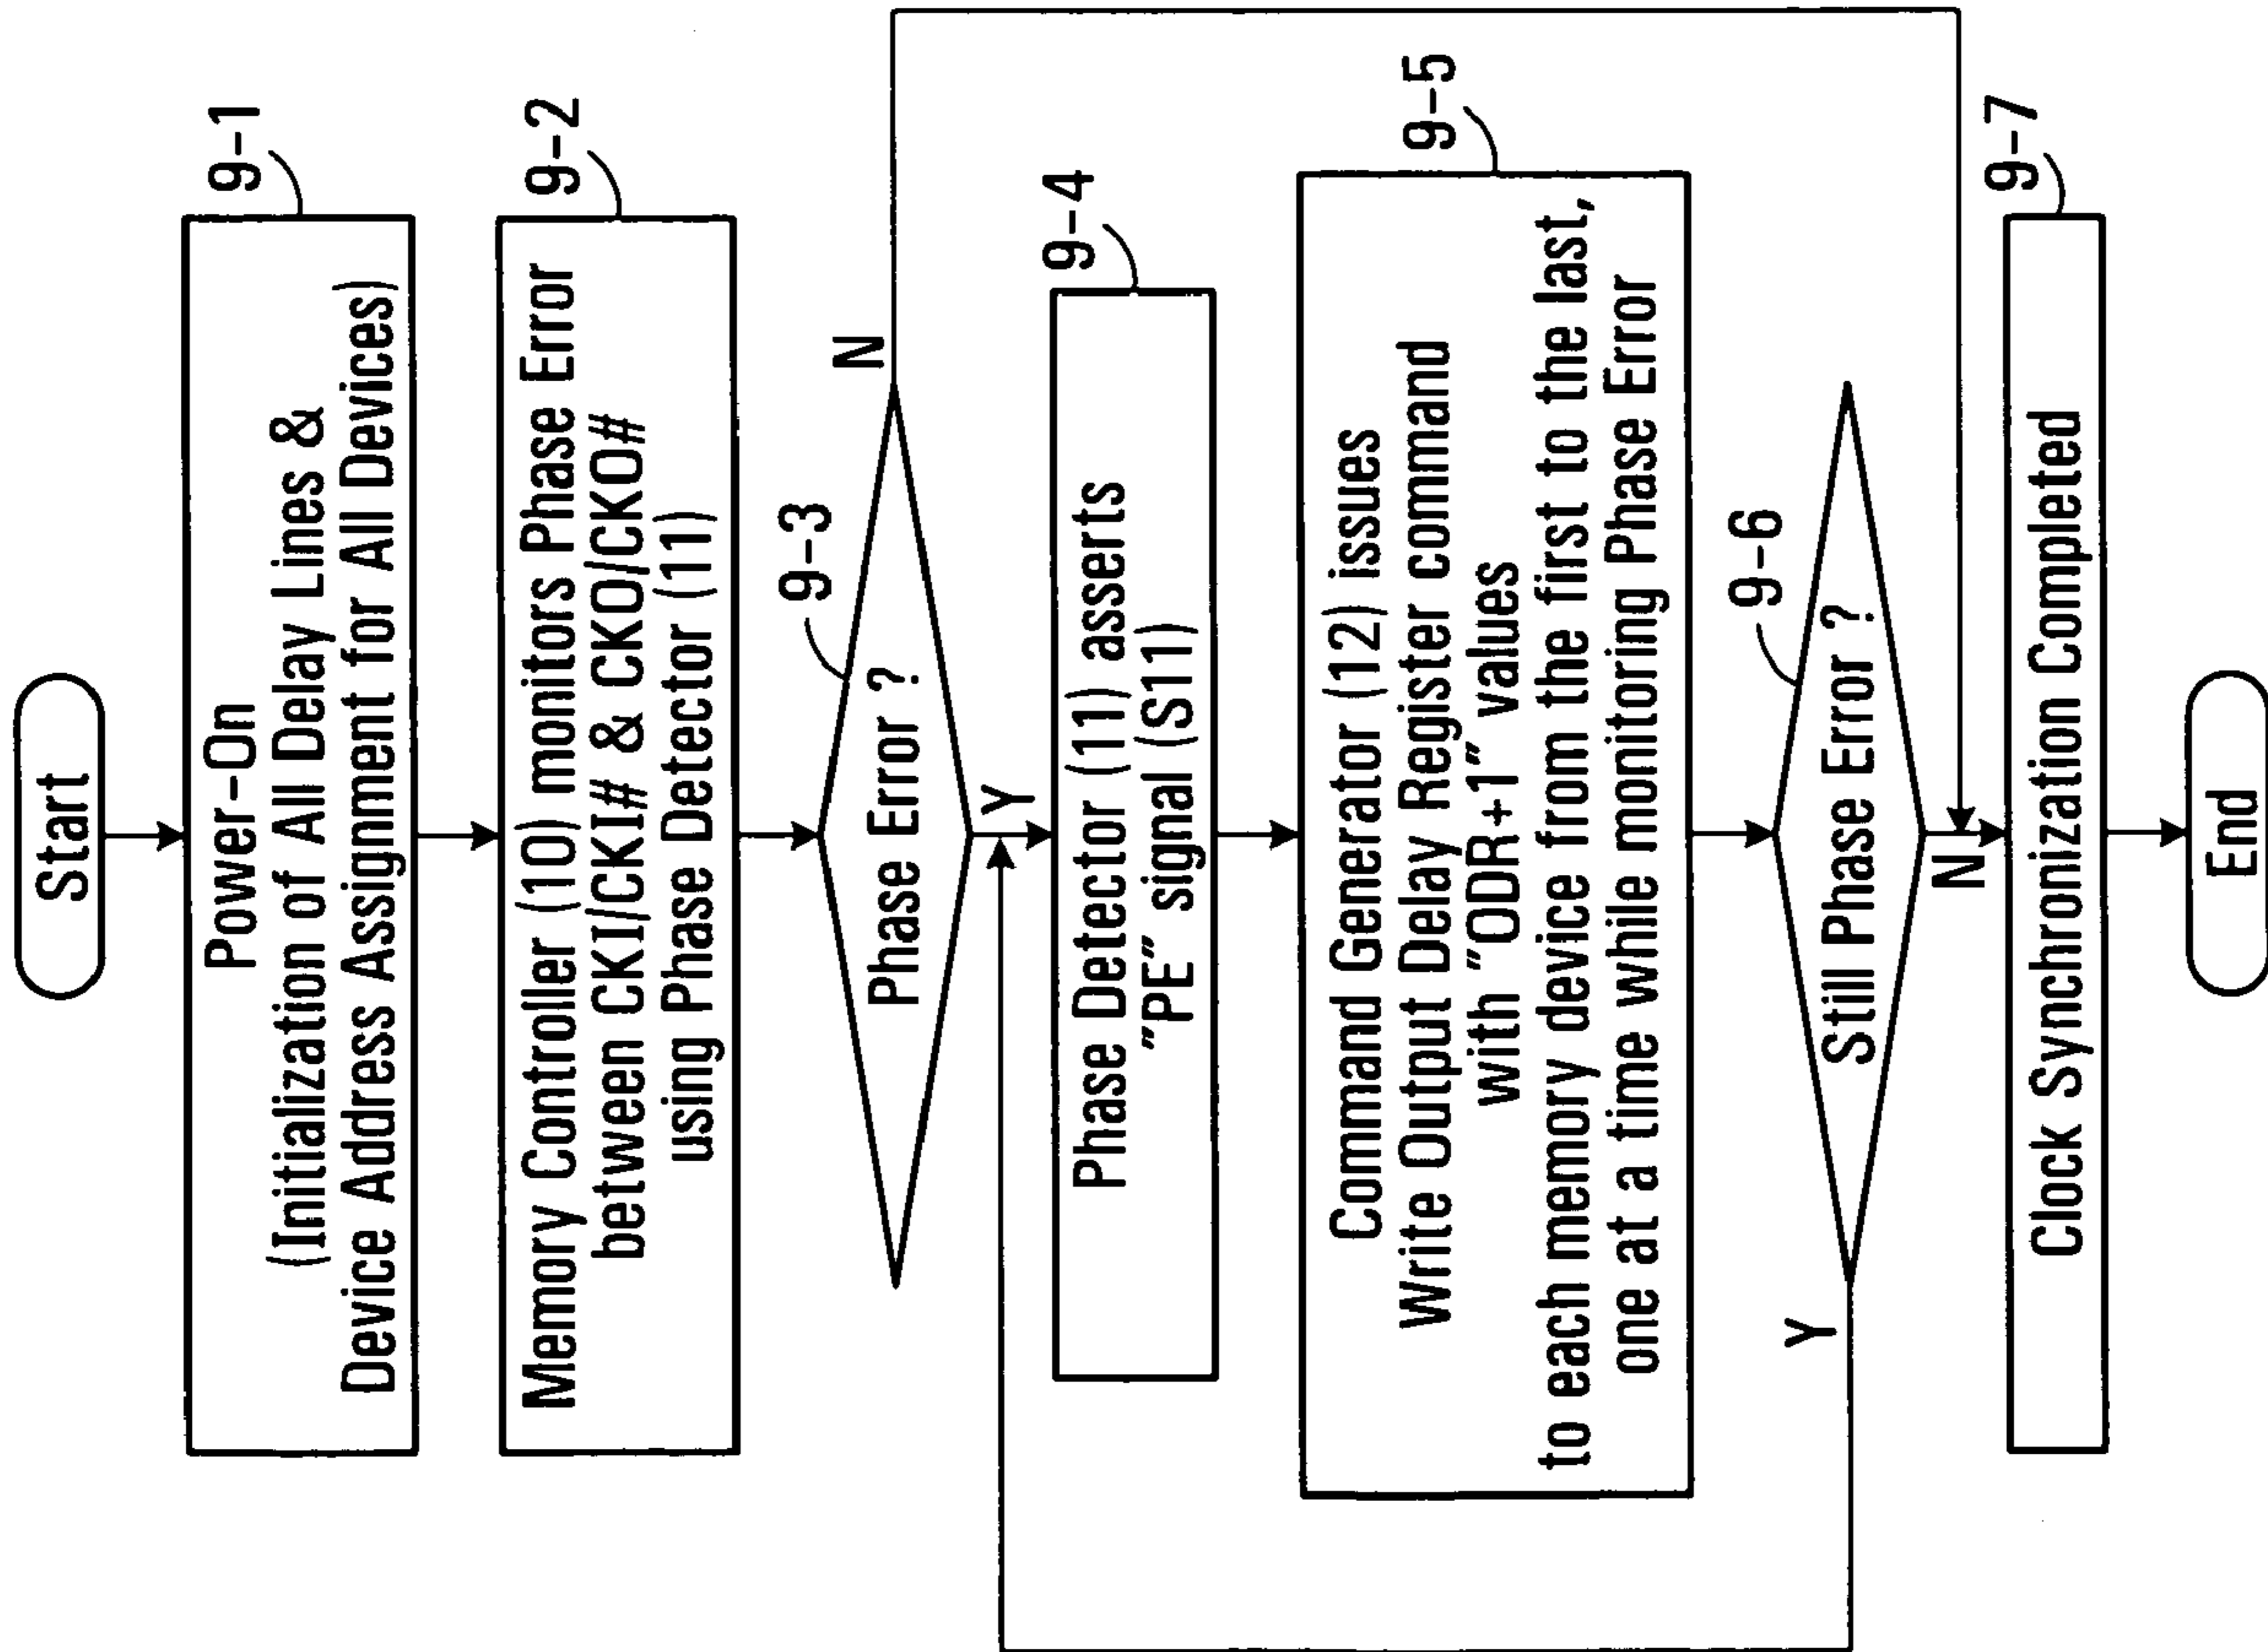 Start
9-1
Power-On
(Initialization of All Delay Lines &
Device Address Assignment for All Devices)
9-2
Memory Controller (10) monitors Phase Error
between CKI/CKI# & CKO/CKO#
using Phase Detector (11)
9-3
Phase Error ?
N
Y
9-4
Phase Detector (11) asserts
"PE" signal (S11)
9-5
Command Generator (12) issues
Write Output Delay Register command
with "ODR+1" values
to each memory device from the first to the last,
one at a time while monitoring Phase Error
9-6
Still Phase Error ?
Y
N
9-7
Clock Synchronization Completed
End